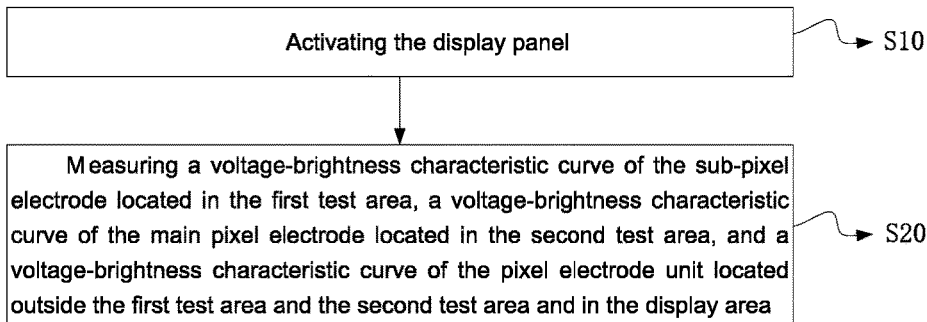 Activating the display panel
S10
Measuring a voltage-brightness characteristic curve of the sub-pixel
electrode located in the first test area, a voltage-brightness characteristic
curve of the main pixel electrode located in the second test area, and a
voltage-brightness characteristic curve of the pixel electrode unit located
outside the first test area and the second test area and in the display area
S20